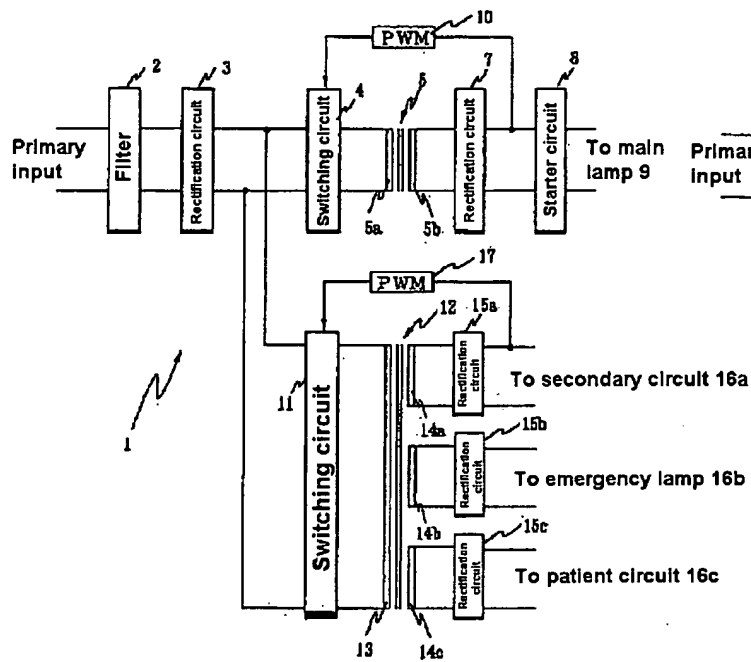 10
PWM
2
3
4
5
7
8
Primary
input
Filter
Rectification circuit
Switching circuit
5a
5b
Rectification circuit
Starter circuit
To main
lamp 9
Primar
input
17
PWM
12
15a
11
Switching circuit
14a
Rectification
circuit
To secondary circuit 16a
15b
1
14b
Rectification
circuit
To emergency lamp 16b
15c
13
14c
Rectification
circuit
To patient circuit 16c